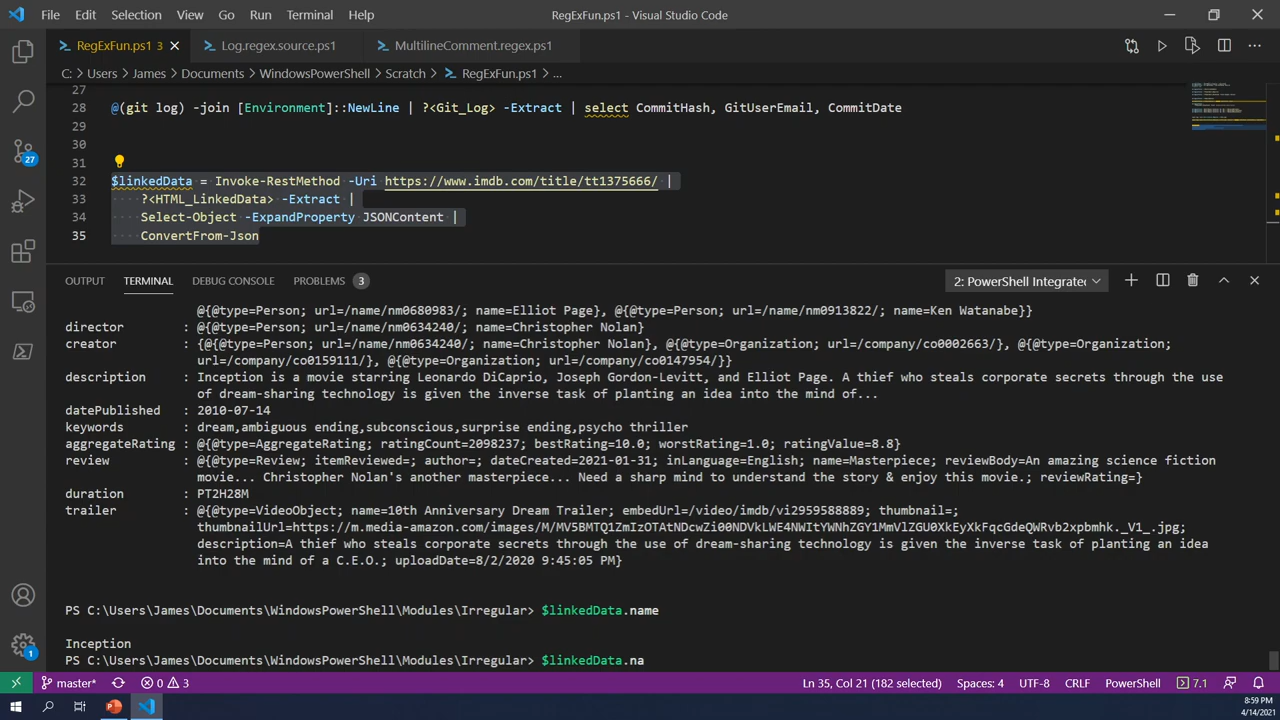 File Edit Selection View Go Run Terminal Help RegExFun.ps1 - Visual Studio Code
RegExFun.ps1 3 Log.regex.source.ps1 MultilineComment.regex.ps1
C: > Users > James > Documents > WindowsPowerShell > Scratch > RegExFun.ps1 > ...
27
28 @(git log) -join [Environment]::NewLine | ?<Git_Log> -Extract | select CommitHash, GitUserEmail, CommitDate
29
30
31
32 $linkedData = Invoke-RestMethod -Uri https://www.imdb.com/title/tt1375666/ |
33 ?<HTML_LinkedData> -Extract |
34 Select-Object -ExpandProperty JSONContent |
35 ConvertFrom-Json
27
OUTPUT TERMINAL DEBUG CONSOLE PROBLEMS 3 2: PowerShell Integrated
@{@type=Person; url=/name/nm0680983/; name=Elliot Page}, @{@type=Person; url=/name/nm0913822/; name=Ken Watanabe}}
director : @{@type=Person; url=/name/nm0634240/; name=Christopher Nolan}
creator : {@{@type=Person; url=/name/nm0634240/; name=Christopher Nolan}, @{@type=Organization; url=/company/co0002663/}, @{@type=Organization;
url=/company/co0159111/}, @{@type=Organization; url=/company/co0147954/}}
description : Inception is a movie starring Leonardo DiCaprio, Joseph Gordon-Levitt, and Elliot Page. A thief who steals corporate secrets through the use
of dream-sharing technology is given the inverse task of planting an idea into the mind of...
datePublished : 2010-07-14
keywords : dream,ambiguous ending,subconscious,surprise ending,psycho thriller
aggregateRating : @{@type=AggregateRating; ratingCount=2098237; bestRating=10.0; worstRating=1.0; ratingValue=8.8}
review : @{@type=Review; itemReviewed=; author=; dateCreated=2021-01-31; inLanguage=English; name=Masterpiece; reviewBody=An amazing science fiction
movie... Christopher Nolan's another masterpiece... Need a sharp mind to understand the story & enjoy this movie.; reviewRating=}
duration : PT2H28M
trailer : @{@type=VideoObject; name=10th Anniversary Dream Trailer; embedUrl=/video/imdb/vi2959588889; thumbnail=;
thumbnailUrl=https://m.media-amazon.com/images/M/MV5BMTQ1ZmIzOTAtNDcwZi00NDVkLWE4NWItYWNhZGY1MmVlZGU0XkEyXkFqcGdeQWRvb2xpbmhk._V1_.jpg;
description=A thief who steals corporate secrets through the use of dream-sharing technology is given the inverse task of planting an idea
into the mind of a C.E.O.; uploadDate=8/2/2020 9:45:05 PM}
PS C:\Users\James\Documents\WindowsPowerShell\Modules\Irregular> $linkedData.name
Inception
PS C:\Users\James\Documents\WindowsPowerShell\Modules\Irregular> $linkedData.na
1
master* 0 3 Ln 35, Col 21 (182 selected) Spaces: 4 UTF-8 CRLF PowerShell 7.1
8:59 PM
4/14/2021